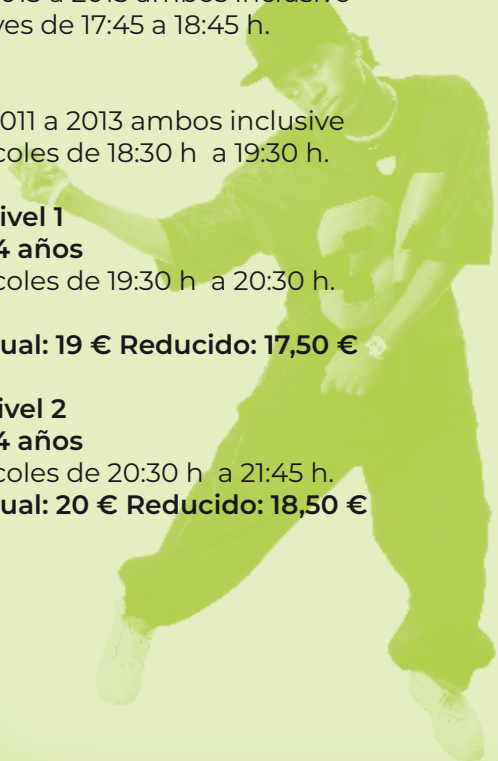 ves de 17:45 a 18:45 h.
011 a 2013 ambos inclusive
coles de 18:30 h a 19:30 h.
ivel 1
4 años
coles de 19:30 h a 20:30 h.
ual: 19 € Reducido: 17,50 €
ivel 2
4 años
coles de 20:30 h a 21:45 h.
ual: 20 € Reducido: 18,50 €